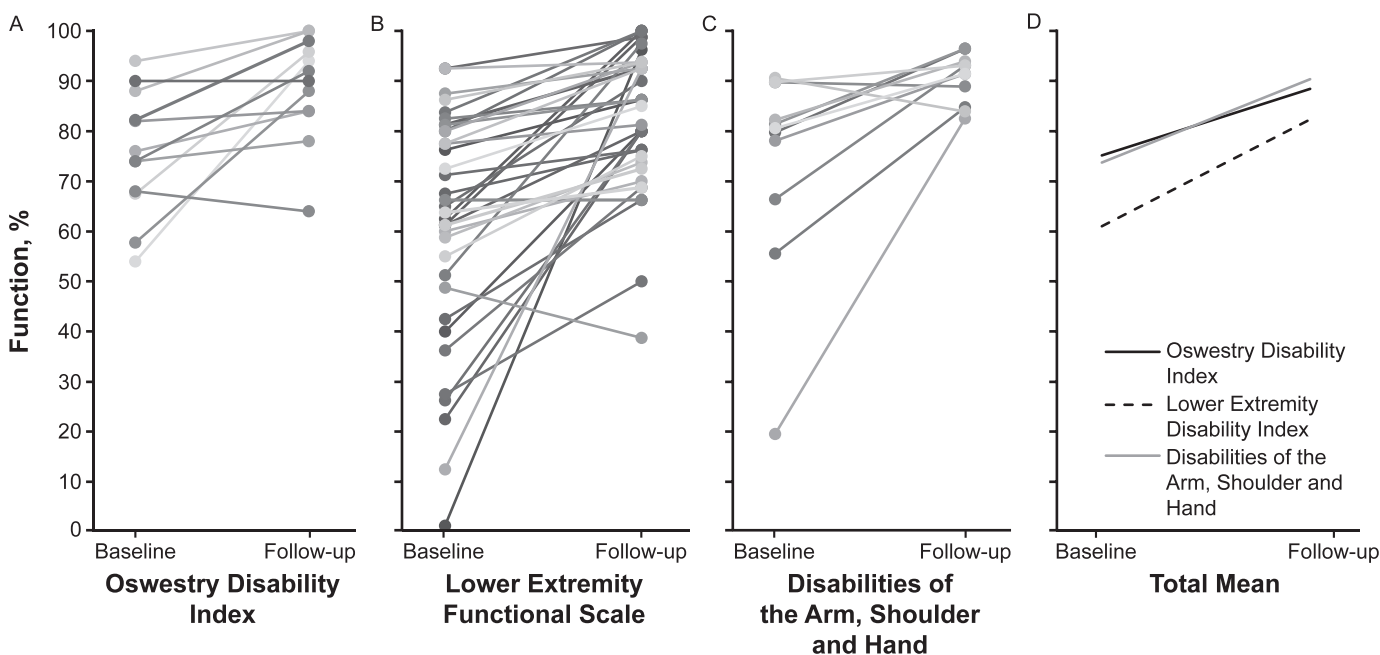 A
B
C
D
Function, %
100
90
80
70
60
50
40
30
20
10
0
Baseline
Follow-up
Oswestry Disability
Index
Baseline
Follow-up
Lower Extremity
Functional Scale
Baseline
Follow-up
Disabilities of
the Arm, Shoulder
and Hand
Oswestry Disability
Index
Lower Extremity
Disability Index
Disabilities of the
Arm, Shoulder and
Hand
Baseline
Follow-up
Total Mean